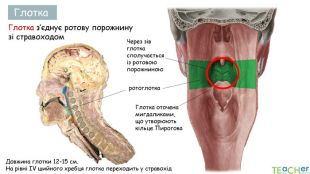 Глотка
Глотка з'єднує ротову порожнину
зі стравоходом
Через зів
глотка
сполучається
із ротовою
порожниною
ротоглотка
Глотка оточена
мигдаликами,
що утворюють
кільце Пирогова
Довжина глотки 12-15 см.
На рівні IV шийного хребця глотка переходить у стравохід
TEACHER